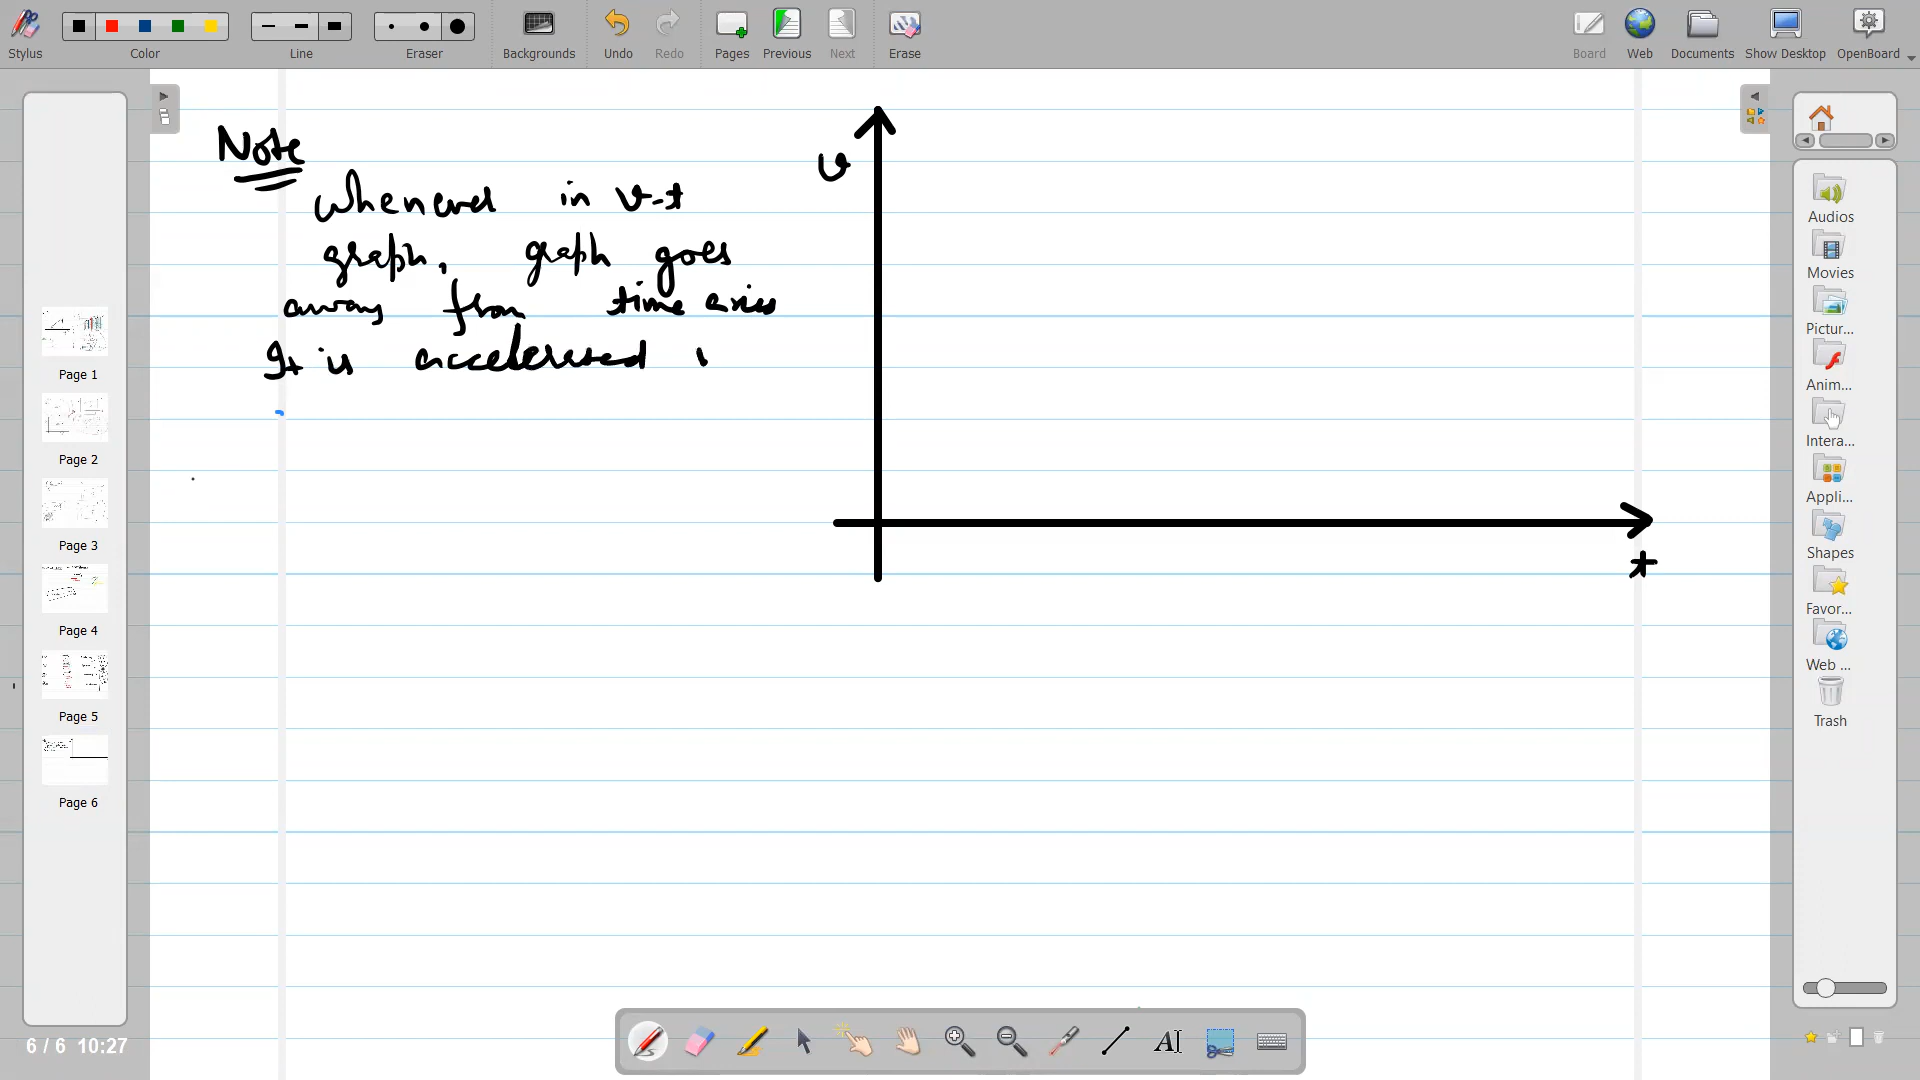 Stylus
Color
Line
Eraser
Backgrounds
Undo
Redo
Pages
Previous
Next
Erase
Board
Web
Documents
Show Desktop
OpenBoard
Note
Whenever in v-t
graph, graph goes
away from time axis
It is accelerated
v
t
Page 1
Page 2
Page 3
Page 4
Page 5
Page 6
6 / 6 10:27
Audios
Movies
Pictur...
Anim...
Intera...
Appli...
Shapes
Favor...
Web ...
Trash